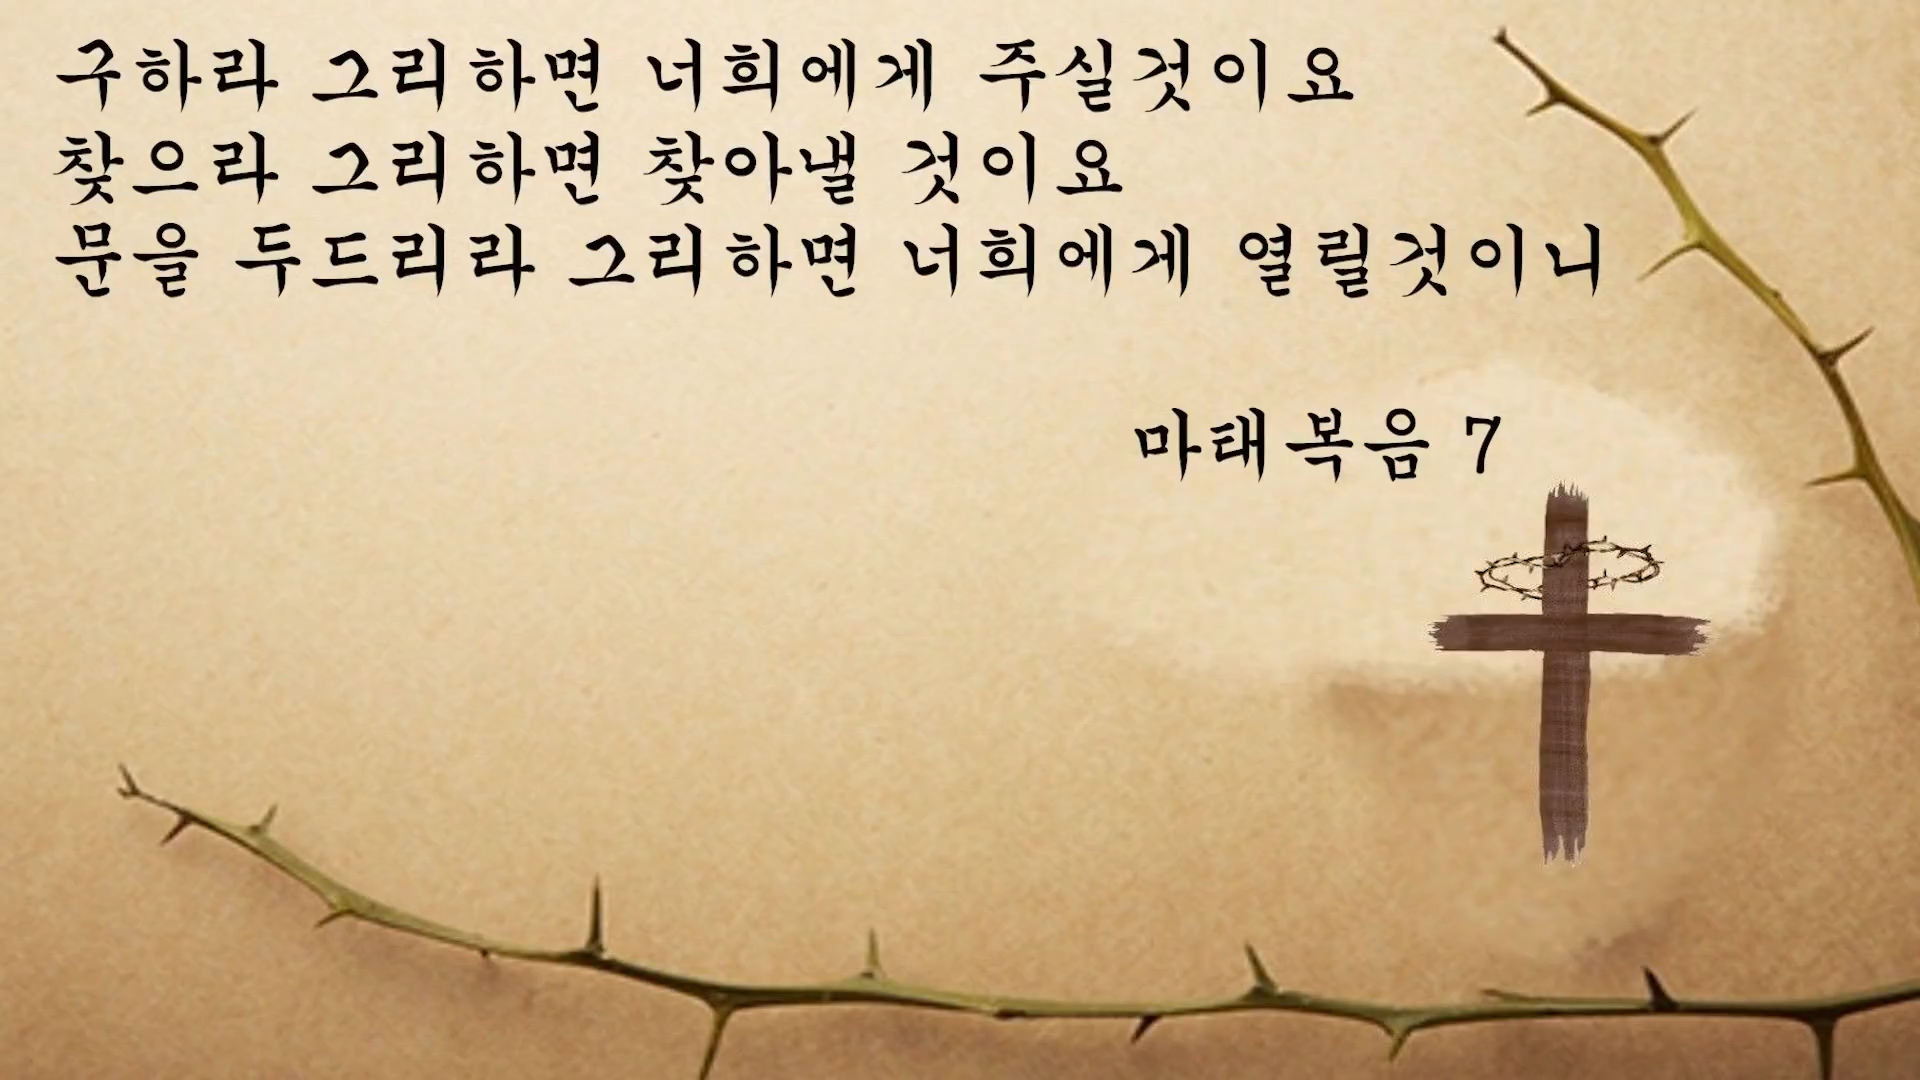 구하라 그리하면 너희에게 주실것이요
찾으라 그리하면 찾아낼 것이요
문을 두드리라 그리하면 너희에게 열릴것이니
마태복음 7